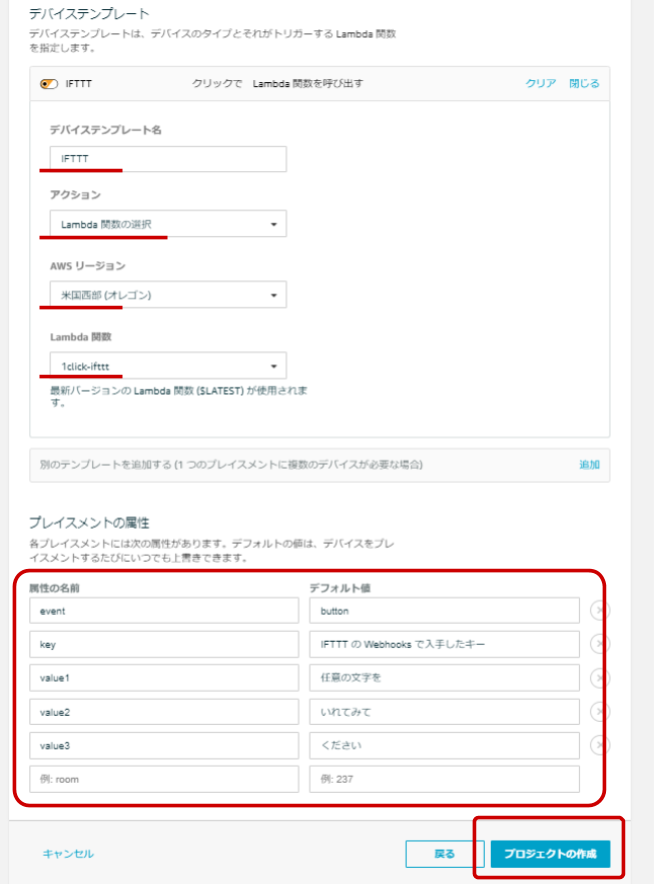 デバイステンプレート
デバイステンプレートは、デバイスのタイプとそれがトリガーする Lambda 関数
を指定します。
IFTTT クリックで Lambda 関数を呼び出す クリア 閉じる
デバイステンプレート名
IFTTT
アクション
Lambda 関数の選択
AWS リージョン
米国西部 (オレゴン)
Lambda 関数
1click-ifttt
最新バージョンの Lambda 関数 ($LATEST) が使用されま
す。
別のテンプレートを追加する (1 つのプレイスメントに複数のデバイスが必要な場合) 追加
プレイスメントの属性
各プレイスメントには次の属性があります。デフォルトの値は、デバイスをプレ
イスメントするたびにいつでも上書きできます。
属性の名前 デフォルト値
event button
key IFTTT の Webhooks で入手したキー
value1 任意の文字を
value2 いれてみて
value3 ください
例: room 例: 237
キャンセル 戻る プロジェクトの作成